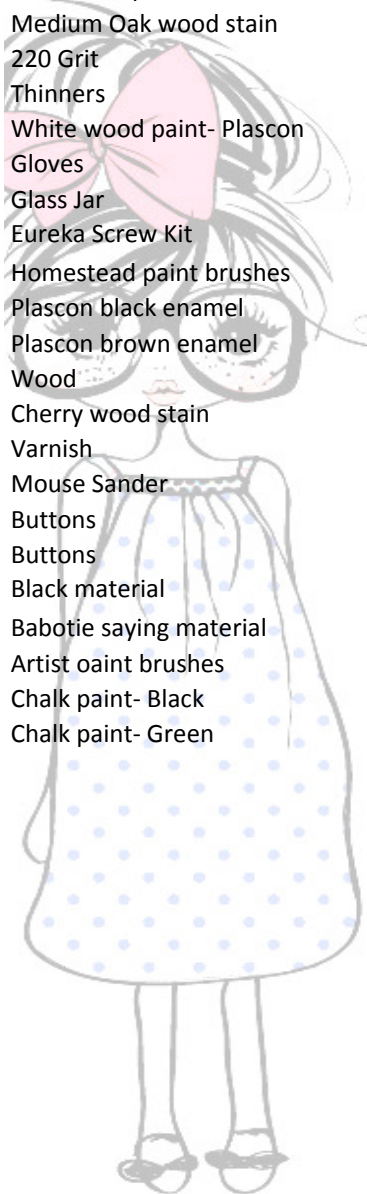 Medium Oak wood stain
220 Grit
Thinners
White wood paint- Plascon
Gloves
Glass Jar
Eureka Screw Kit
Homestead paint brushes
Plascon black enamel
Plascon brown enamel
Wood
Cherry wood stain
Varnish
Mouse Sander
Buttons
Buttons
Black material
Babotie saying material
Artist oaint brushes
Chalk paint- Black
Chalk paint- Green